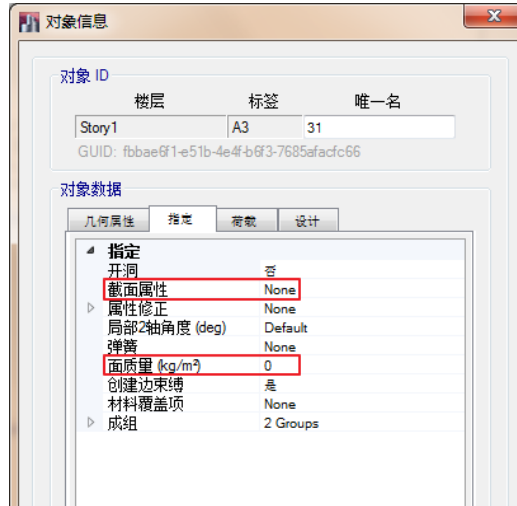 对象信息
对象 ID
楼层 标签 唯一名
Story1 A3 31
GUID: fbbae6f1-e51b-4e4f-b6f3-7685afacfc66
对象数据
几何属性 指定 荷载 设计
指定
开洞 否
截面属性 None
属性修正 None
局部2轴角度 (deg) Default
弹簧 None
面质量 (kg/m²) 0
创建边束缚 是
材料覆盖项 None
成组 2 Groups